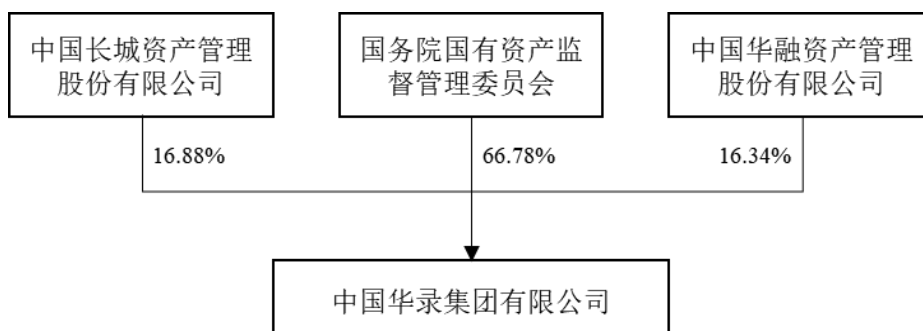 中国长城资产管理
股份有限公司
国务院国有资产监
督管理委员会
中国华融资产管理
股份有限公司
16.88%
66.78%
16.34%
中国华录集团有限公司